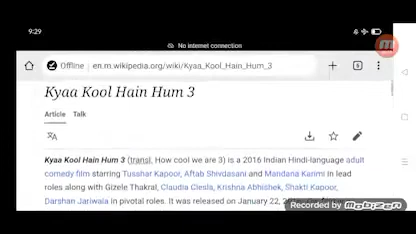 9:29
No internet connection
Offline en.m.wikipedia.org/wiki/Kyaa_Kool_Hain_Hum_3
Kyaa Kool Hain Hum 3
Article Talk
Kyaa Kool Hain Hum 3 (transl. How cool we are 3) is a 2016 Indian Hindi-language adult
comedy film starring Tusshar Kapoor, Aftab Shivdasani and Mandana Karimi in lead
roles along with Gizele Thakral, Claudia Ciesla, Krishna Abhishek, Shakti Kapoor,
Darshan Jariwala in pivotal roles. It was released on January 22,
Recorded by Mobizen